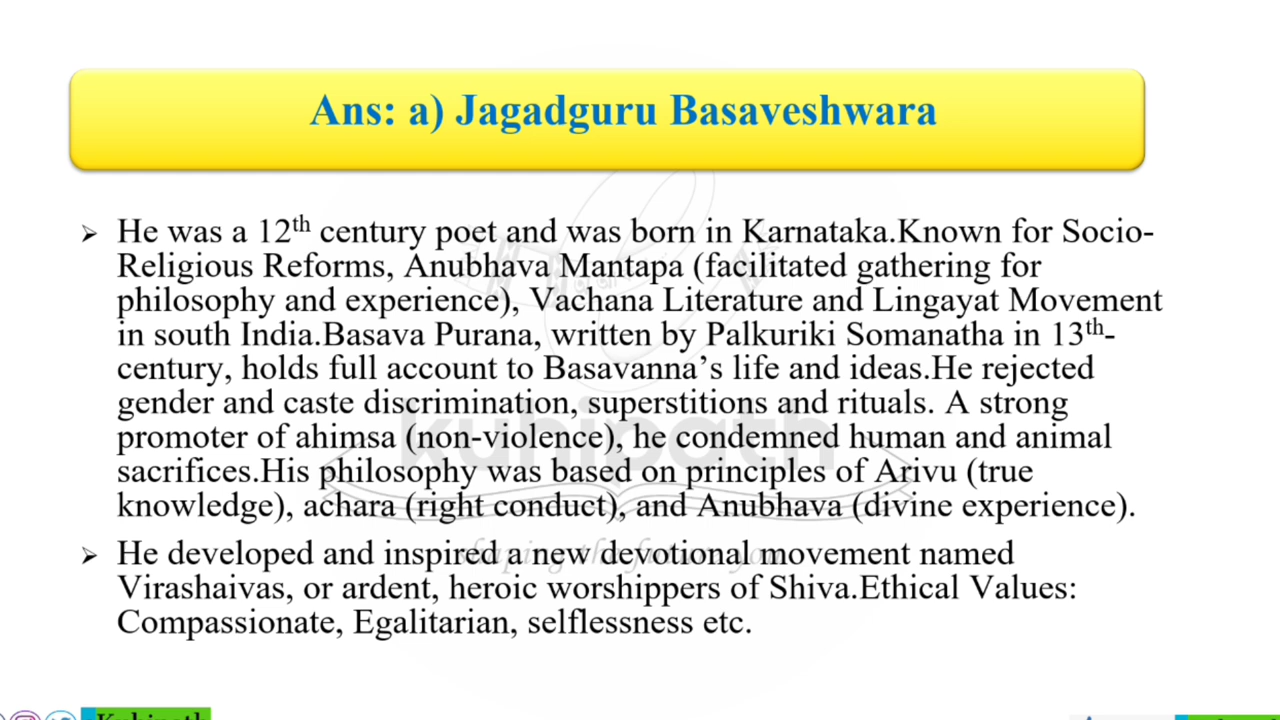 Ans: a) Jagadguru Basaveshwara
➢ He was a 12th century poet and was born in Karnataka.Known for Socio-
Religious Reforms, Anubhava Mantapa (facilitated gathering for
philosophy and experience), Vachana Literature and Lingayat Movement
in south India.Basava Purana, written by Palkuriki Somanatha in 13th-
century, holds full account to Basavanna’s life and ideas.He rejected
gender and caste discrimination, superstitions and rituals. A strong
promoter of ahimsa (non-violence), he condemned human and animal
sacrifices.His philosophy was based on principles of Arivu (true
knowledge), achara (right conduct), and Anubhava (divine experience).
➢ He developed and inspired a new devotional movement named
Virashaivas, or ardent, heroic worshippers of Shiva.Ethical Values:
Compassionate, Egalitarian, selflessness etc.
kuhipath